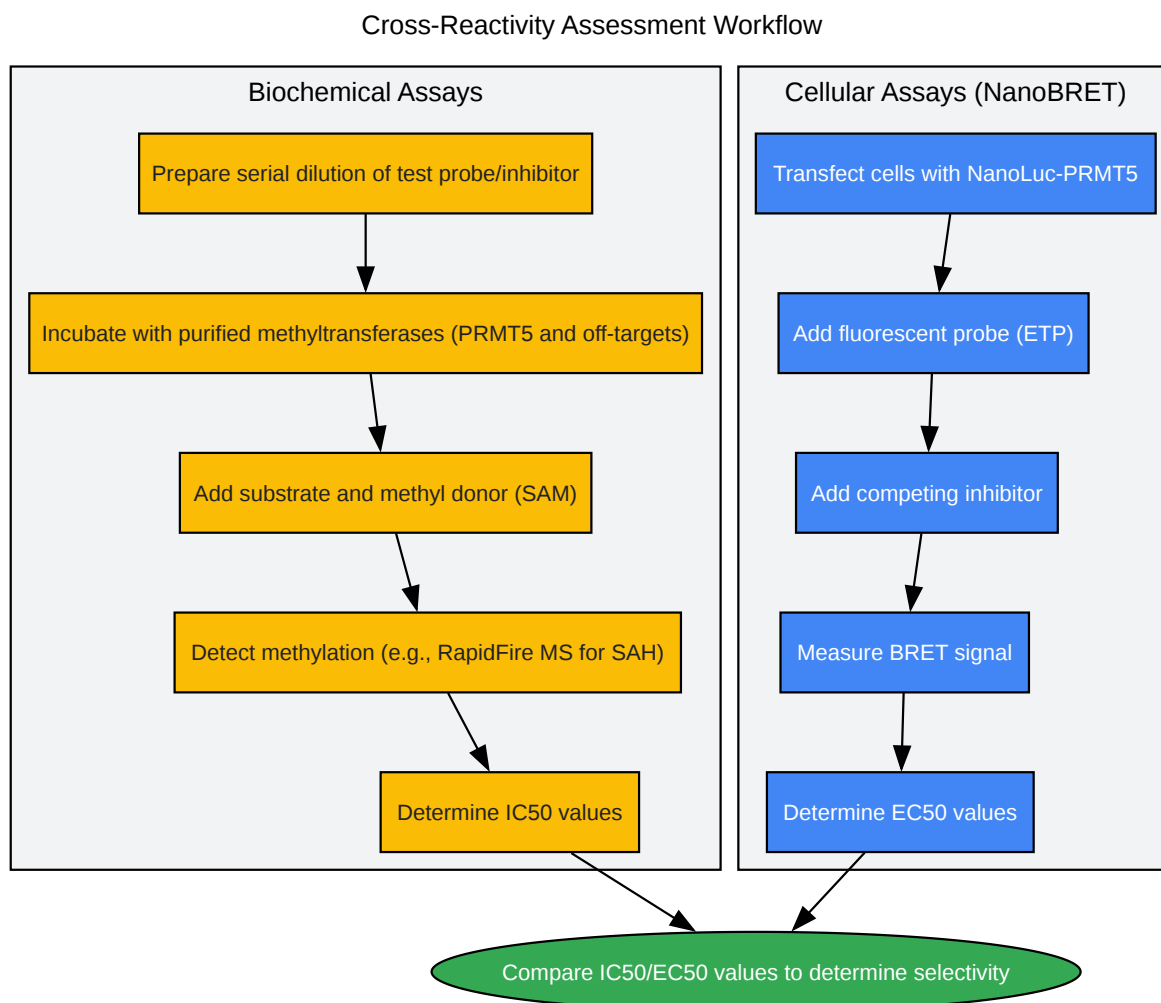 Cross-Reactivity Assessment Workflow
Biochemical Assays
Prepare serial dilution of test probe/inhibitor
Incubate with purified methyltransferases (PRMT5 and off-targets)
Add substrate and methyl donor (SAM)
Detect methylation (e.g., RapidFire MS for SAH)
Determine IC50 values
Cellular Assays (NanoBRET)
Transfect cells with NanoLuc-PRMT5
Add fluorescent probe (ETP)
Add competing inhibitor
Measure BRET signal
Determine EC50 values
Compare IC50/EC50 values to determine selectivity